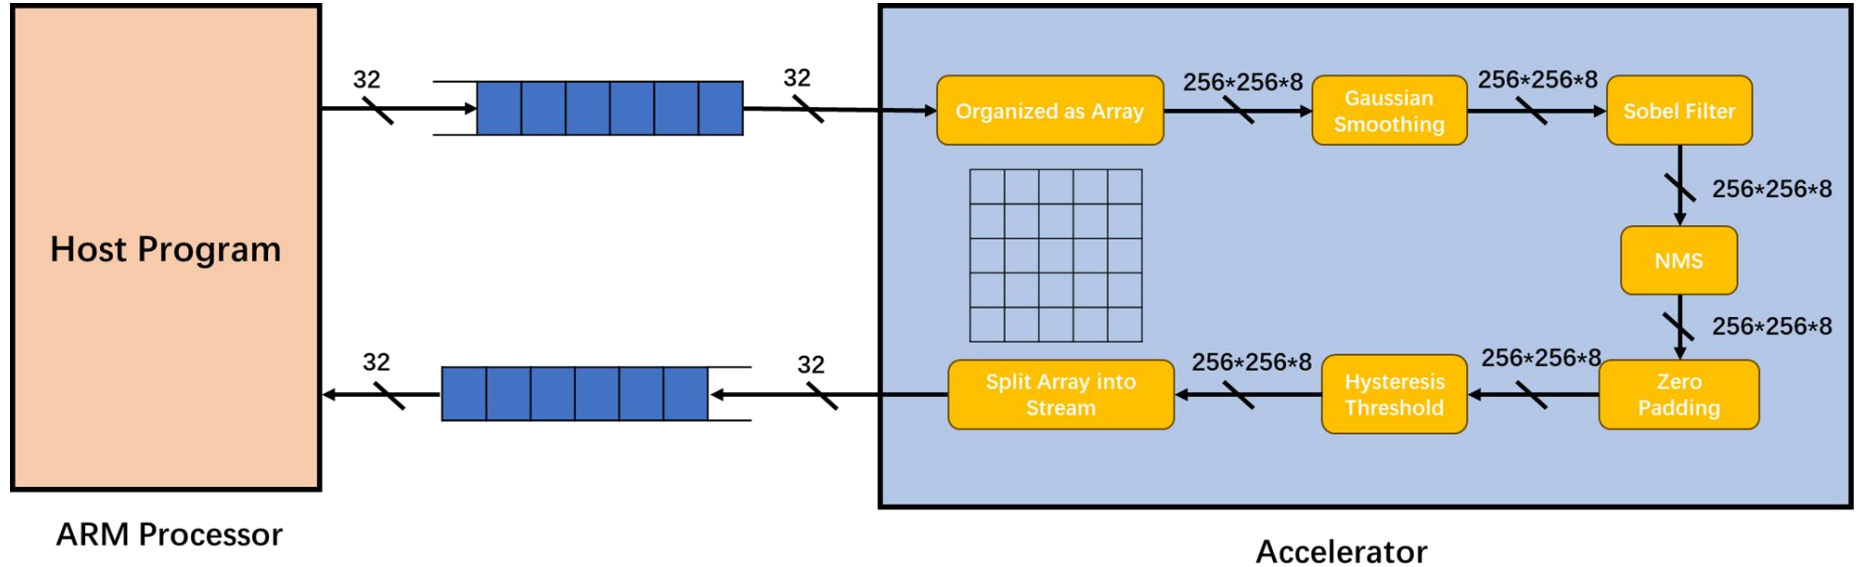 Host Program
ARM Processor
32
32
Organized as Array
256*256*8
Gaussian
Smoothing
256*256*8
Sobel Filter
256*256*8
NMS
256*256*8
Zero
Padding
256*256*8
Hysteresis
Threshold
256*256*8
Split Array into
Stream
32
32
Accelerator